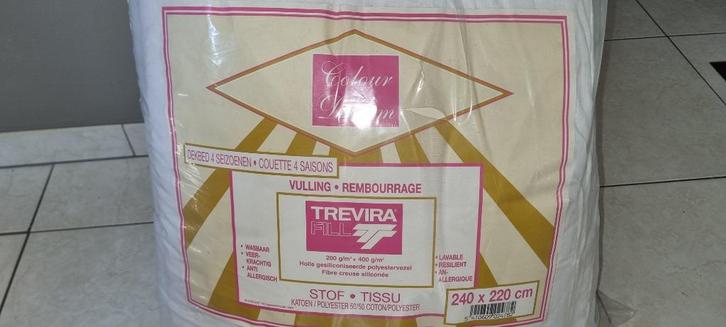 Colour
DEKBED 4 SEIZOENEN • COUETTE 4 SAISONS
VULLING • REMBOURRAGE
TREVIRA
FILL
200 g/m² + 400 g/m²
Holle gesiliconiseerde polyestervezel
Fibre creuse siliconée
• WASBAAR
• VEER-
KRACHTIG
• ANTI
ALLERGISCH
• LAVABLE
• RESILIENT
• AN-
ALLERGIQUE
STOF • TISSU
KATOEN / POLYESTER 50/50 COTON/POLYESTER
240 x 220 cm